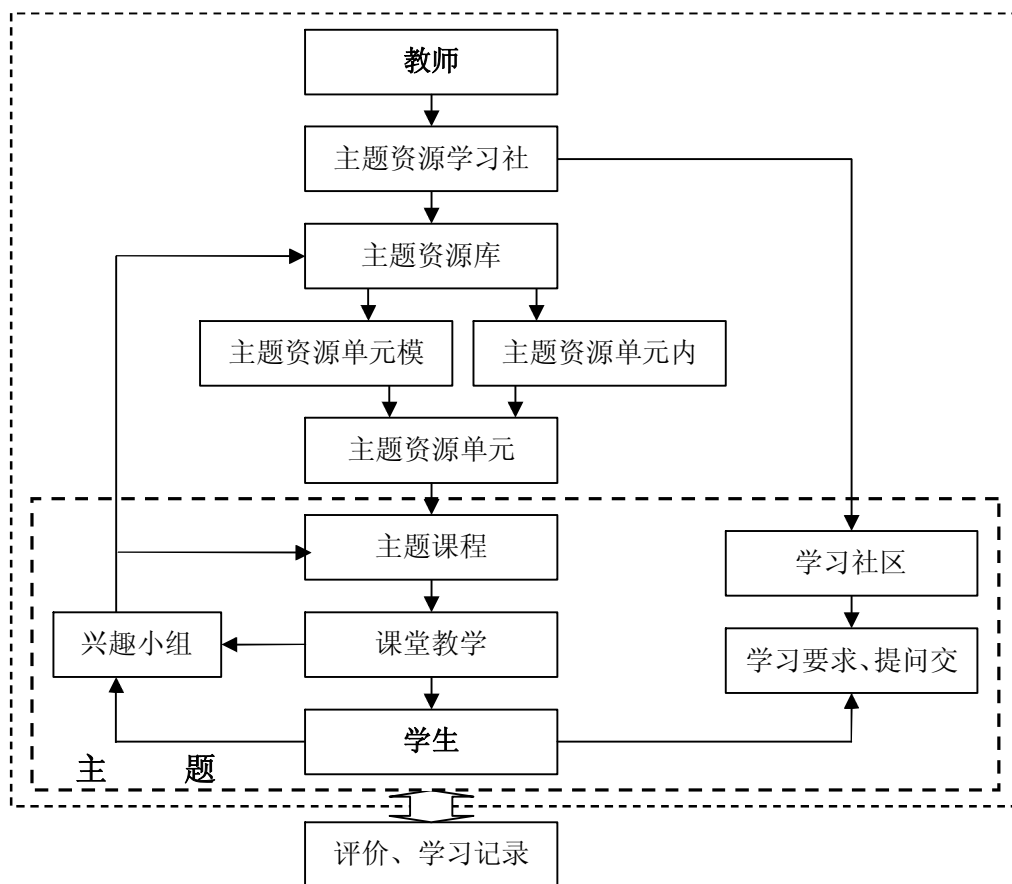 教师
主题资源学习社
主题资源库
主题资源单元模
主题资源单元内
主题资源单元
主题课程
学习社区
兴趣小组
课堂教学
学习要求、提问交
学生
主 题
评价、学习记录